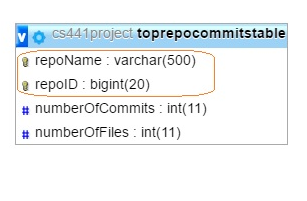 v cs441project toprepocommitstable
repoName : varchar(500)
repoID : bigint(20)
# numberOfCommits : int(11)
# numberOfFiles : int(11)